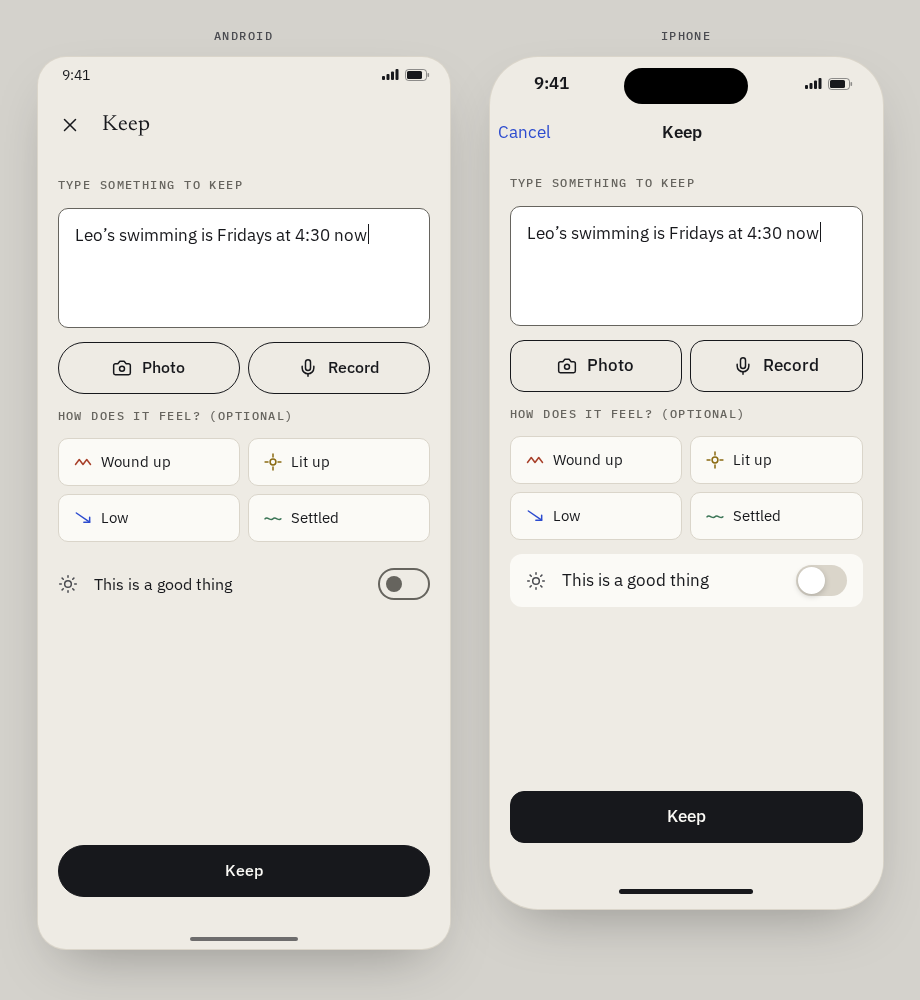 ANDROID
9:41
Keep
TYPE SOMETHING TO KEEP
Leo’s swimming is Fridays at 4:30 now
Photo
Record
HOW DOES IT FEEL? (OPTIONAL)
Wound up
Lit up
Low
Settled
This is a good thing
Keep
IPHONE
9:41
Cancel
Keep
TYPE SOMETHING TO KEEP
Leo’s swimming is Fridays at 4:30 now
Photo
Record
HOW DOES IT FEEL? (OPTIONAL)
Wound up
Lit up
Low
Settled
This is a good thing
Keep